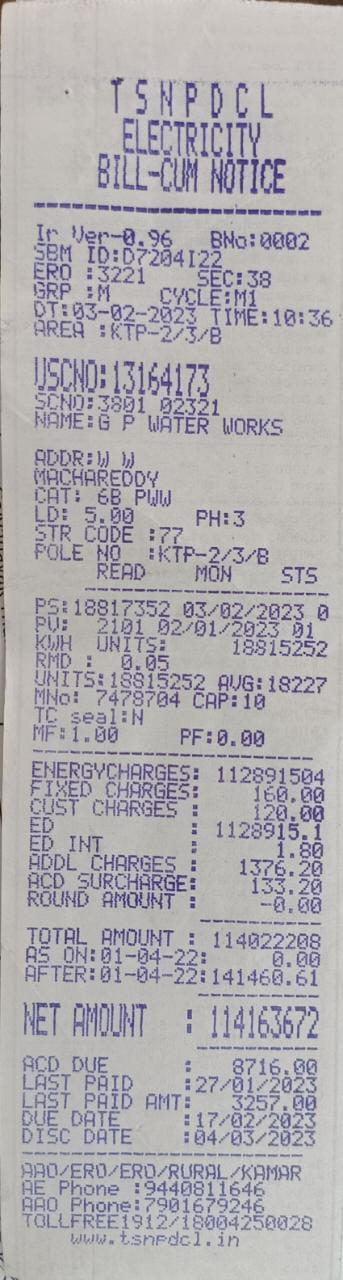 T S N P D C L
ELECTRICITY
BILL-CUM NOTICE
Ir Ver-0.96 BNo:0002
SBM ID:D7204I22
ERO :3221 SEC:38
GRP :M CYCLE:M1
DT:03-02-2023 TIME:10:36
AREA :KTP-2/3/B
USCNO:13164173
SCNO:3801 02321
NAME:G P WATER WORKS
ADDR:W W
MACHAREDDY
CAT: 6B PWW
LD: 5.00 PH:3
STR CODE :77
POLE NO :KTP-2/3/B
READ MON STS
PS:18817352 03/02/2023 0
PV: 2101 02/01/2023 01
KWH UNITS: 18815252
RMD : 0.05
UNITS:18815252 AVG:18227
MNo: 7478704 CAP:10
TC seal:N
MF:1.00 PF:0.00
ENERGYCHARGES: 112891504
FIXED CHARGES: 160.00
CUST CHARGES : 120.00
ED : 1128915.1
ED INT : 1.80
ADDL CHARGES : 1376.20
ACD SURCHARGE: 133.20
ROUND AMOUNT : -0.00
TOTAL AMOUNT : 114022208
AS ON:01-04-22: 0.00
AFTER:01-04-22:141460.61
NET AMOUNT : 114163672
ACD DUE : 8716.00
LAST PAID :27/01/2023
LAST PAID AMT: 3257.00
DUE DATE :17/02/2023
DISC DATE :04/03/2023
AAO/ERO/ERO/RURAL/KAMAR
AE Phone :9440811646
AAO Phone:7901679246
TOLLFREE1912/18004250028
www.tsnpdcl.in